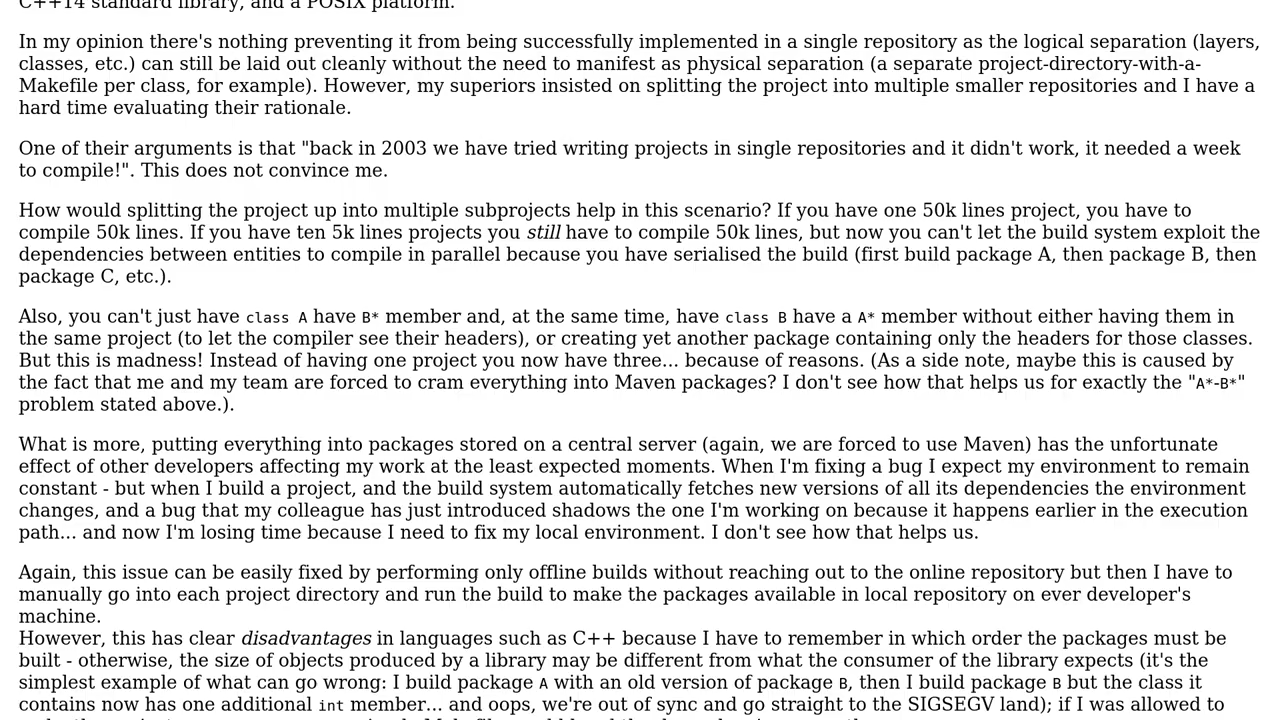 C++14 standard library, and a POSIX platform.
In my opinion there's nothing preventing it from being successfully implemented in a single repository as the logical separation (layers,
classes, etc.) can still be laid out cleanly without the need to manifest as physical separation (a separate project-directory-with-a-
Makefile per class, for example). However, my superiors insisted on splitting the project into multiple smaller repositories and I have a
hard time evaluating their rationale.
One of their arguments is that "back in 2003 we have tried writing projects in single repositories and it didn't work, it needed a week
to compile!". This does not convince me.
How would splitting the project up into multiple subprojects help in this scenario? If you have one 50k lines project, you have to
compile 50k lines. If you have ten 5k lines projects you still have to compile 50k lines, but now you can't let the build system exploit the
dependencies between entities to compile in parallel because you have serialised the build (first build package A, then package B, then
package C, etc.).
Also, you can't just have class A have B* member and, at the same time, have class B have a A* member without either having them in
the same project (to let the compiler see their headers), or creating yet another package containing only the headers for those classes.
But this is madness! Instead of having one project you now have three... because of reasons. (As a side note, maybe this is caused by
the fact that me and my team are forced to cram everything into Maven packages? I don't see how that helps us for exactly the "A*-B*"
problem stated above.).
What is more, putting everything into packages stored on a central server (again, we are forced to use Maven) has the unfortunate
effect of other developers affecting my work at the least expected moments. When I'm fixing a bug I expect my environment to remain
constant - but when I build a project, and the build system automatically fetches new versions of all its dependencies the environment
changes, and a bug that my colleague has just introduced shadows the one I'm working on because it happens earlier in the execution
path... and now I'm losing time because I need to fix my local environment. I don't see how that helps us.
Again, this issue can be easily fixed by performing only offline builds without reaching out to the online repository but then I have to
manually go into each project directory and run the build to make the packages available in local repository on ever developer's
machine.
However, this has clear disadvantages in languages such as C++ because I have to remember in which order the packages must be
built - otherwise, the size of objects produced by a library may be different from what the consumer of the library expects (it's the
simplest example of what can go wrong: I build package A with an old version of package B, then I build package B but the class it
contains now has one additional int member... and oops, we're out of sync and go straight to the SIGSEGV land); if I was allowed to